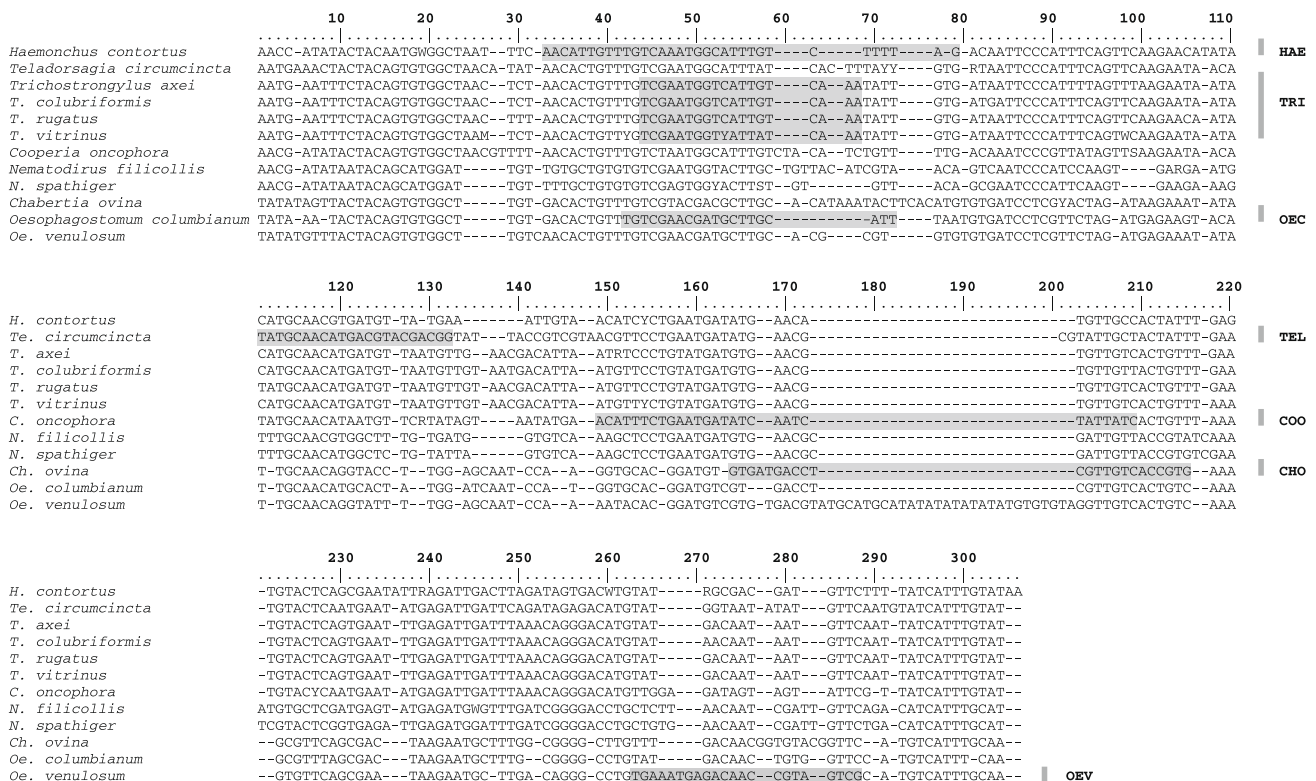 10 20 30 40 50 60 70 80 90 100 110
Haemonchus contortus AACC-ATATACTACAATGWGGCTAAT--TTC-AACATTGTTTGTCAAATGGCATTTGT----C-----TTTT----A-G-ACAATTCCCATTTCAGTTCAAGAACATATA HAE
Teladorsagia circumcincta AATGAAACTACTACAGTGTGGCTAACA-TAT-AACACTGTTTGTCGAATGGCATTTAT----CAC-TTTAYY----GTG-RTAATTCCCATTTCAGTTCAAGAATA-ACA
Trichostrongylus axei AATG-AATTTCTACAGTGTGGCTAAC--TCT-AACACTGTTTGTCGAATGGTCATTGT----CA--AATATT----GTG-ATAATTCCCATTTTAGTTTAAGAATA-ATA TRI
T. colubriformis AATG-AATTTCTACAGTGTGGCTAAC--TCT-AACACTGTTTGTCGAATGGTCATTGT----CA--AATATT----GTG-ATGATTCCCATTTCAGTTCAAGAATA-ATA
T. rugatus AATG-AATTTCTACAGTGTGGCTAAC--TTT-AACACTGTTTGTCGAATGGTCATTGT----CA--AATATT----GTG-ATAATTCCCATTTCAGTTCAAGAACA-ATA
T. vitrinus AATG-AATTTCTACAGTGTGGCTAAM--TCT-AACACTGTTYGTCGAATGGTYATTAT----CA--AATATT----GTG-ATAATTCCCATTTCAGTWCAAGAATA-ATA
Cooperia oncophora AACG-ATATACTACAGTGTGGCTAACGTTTT-AACACTGTTTGTCTAATGGCATTTGTCTA-CA--TCTGTT----TTG-ACAAATCCCGTTATAGTTSAAGAATA-ACA
Nematodirus filicollis AACG-ATATAATACAGCATGGAT----TGT-TGTGCTGTGTGTCGAATGGTACTTGC-TGTTAC-ATCGTA----ACA-GTCAATCCCATCCAAGT----GARGA-ATG
N. spathiger AACG-ATATAATACAGCATGGAT----TGT-TTTGCTGTGTGTCGAGTGGYACTTST--GT-----GTT----ACA-GCGAATCCCATTCAAGT----GAAGA-AAG
Chabertia ovina TATATAGTTACTACAGTGTGGCT----TGT-GACACTGTTTGTCGTACGACGCTTGC--A-CATAAATACTTCACATGTGTGATCCTCGYACTAG-ATAAGAAAT-ATA
Oesophagostomum columbianum TATA-AA-TACTACAGTGTGGCT----TGT-GACACTGTTTGTCGAACGATGCTTGC----------ATT----TAATGTGATCCTCGTTCTAG-ATGAGAAGT-ACA OEC
Oe. venulosum TATATGTTTACTACAGTGTGGCT----TGTCAACACTGTTTGTCGAACGATGCTTGC--A-CG----CGT----GTGTGTGATCCTCGTTCTAG-ATGAGAAAT-ATA
120 130 140 150 160 170 180 190 200 210 220
H. contortus CATGCAACGTGATGT-TA-TGAA-------ATTGTA--ACATCYCTGAATGATATG--AACA------------------------------TGTTGCCACTATTT-GAG
Te. circumcincta TATGCAACATGACGTACGACGGTAT---TACCGTCGTAACGTTCCTGAATGATATG--AACG----------------------------CGTATTGCTACTATTT-GAA TEL
T. axei CATGCAACATGATGT-TAATGTTG--AACGACATTA--ATRTCCCTGTATGATGTG--AACG------------------------------TGTTGTCACTGTTT-GAA
T. colubriformis CATGCAACATGATGT-TAATGTTGT-AATGACATTA--ATGTTCCTGTATGATGTG--AACG------------------------------TGTTGTTACTGTTT-GAA
T. rugatus TATGCAACATGATGT-TAATGTTGT-AACGACATTA--ATGTTCCTGTATGATGTG--AACG------------------------------TGTTGTCACTGTTT-GAA
T. vitrinus CATGCAACATGATGT-TAATGTTGT-AACGACATTA--ATGTTYCTGTATGATGTG--AACG------------------------------TGTTGTCACTGTTT-AAA
C. oncophora TATGCAACATAATGT-TCRTATAGT---AATATGA-ACATTTCTGAATGATATC--AATC------------------------------TATTATCACTGTTT-AAA COO
N. filicollis TTTGCAACGTGGCTT-TG-TGATG-----GTGTCA--AAGCTCCTGAATGATGTG--AACGC-----------------------------GATTGTTACCGTGTATCAAA
N. spathiger TTTGCAACATGGCTC-TG-TATTA-----GTGTCA--AAGCTCCTGAATGATGTG--AACGC-----------------------------GATTGTTACCGTGTCGAA
Ch. ovina T-TGCAACAGGTACC-T--TGG-AGCAAT-CCA--A--GGTGCAC-GGATGT-GTGATGACCT-----------------------------CGTTGTCACCGTG--AAA CHO
Oe. columbianum T-TGCAACATGCACT-A--TGG-ATCAAT-CCA--T--GGTGCAC-GGATGTCGT---GACCT-----------------------------CGTTGTCACTGTC--AAA
Oe. venulosum T-TGCAACAGGTATT-T--TGG-AGCAAT-CCA--A--AATACAC-GGATGTCGTG-TGACGTATGCATGCATATATATATATATGTGTGTAGGTTGTCACTGTC--AAA
230 240 250 260 270 280 290 300
H. contortus -TGTACTCAGCGAATATTRAGATTGACTTAGATAGTGACWTGTAT-----RGCGAC--GAT---GTTCTTT-TATCATTTGTATAA
Te. circumcincta -TGTACTCAATGAAT-ATGAGATTGATTCAGATAGAGACATGTAT-----GGTAAT-ATAT---GTTCAATGTATCATTTGTAT--
T. axei -TGTACTCAGTGAAT-TTGAGATTGATTTAAACAGGGACATGTAT-----GACAAT--AAT---GTTCAAT-TATCATTTGTAT--
T. colubriformis -TGTACTCAGTGAAT-TTGAGATTGATTTAAACAGGGACATGTAT-----AACAAT--AAT---GTTCAAT-TATCATTTGTAT--
T. rugatus -TGTACTCAGTGAAT-TTGAGATTGATTTAAACAGGGACATGTAT-----GACAAT--AAT---GTTCAAT-TATCATTTGTAT--
T. vitrinus -TGTACTCAGTGAAT-TTGAGATTGATTTAAACAGGGACATGTAT-----GACAAT--AAT---GTTCAAT-TATCATTTGTAT--
C. oncophora -TGTACYCAATGAAT-ATGAGATTGATTTAAACAGGGACATGTTGGA---GATAGT--AGT---ATTCG-T-TATCATTTGTAT--
N. filicollis ATGTGCTCGATGAGT-ATGAGATGWGTTTGATCGGGGACCTGCTCTT---AACAAT--CGATT-GTTCAGA-CATCATTTGCAT--
N. spathiger TCGTACTCGGTGAGA-TTGAGATGGATTTGATCGGGGACCTGCTGTG---AACAAT--CGATT-GTTCTGA-CATCATTTGCAT--
Ch. ovina --GCGTTCAGCGAC---TAAGAATGCTTTGG-CGGGG-CTTGTTT-----GACAACGGTGTACGGTTC--A-TGTCATTTGCAA--
Oe. columbianum --GCGTTTAGCGAC---TAAGAATGCTTTGG-CGGGG-CTTGTTT-----GACAACGGTGT---GTTC--A-TGTCATTT-CAA--
Oe. venulosum --GTGTTCAGCGAA---TAAGAATGC-TTGA-CAGGG-CCTGTGAAATGAGACAAC--CGTA--GTCGC-A-TGTCATTTGCAA-- OEV